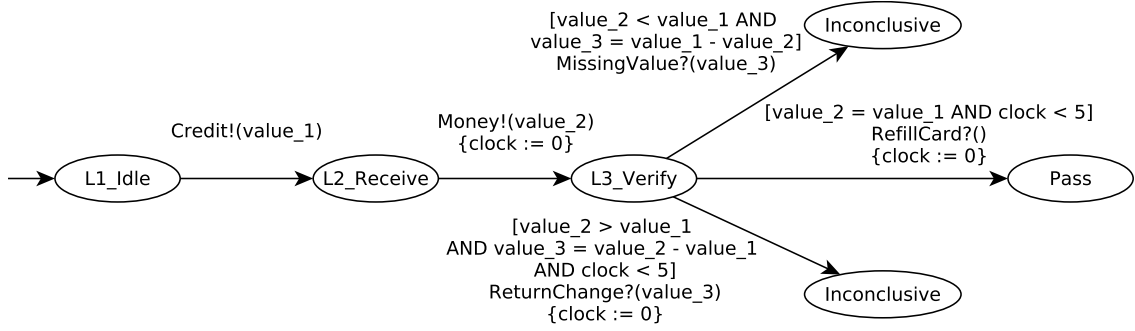 [value_2 < value_1 AND
value_3 = value_1 - value_2]
MissingValue?(value_3)
Inconclusive
Credit!(value_1)
Money!(value_2)
{clock := 0}
[value_2 = value_1 AND clock < 5]
RefillCard?()
{clock := 0}
L1_Idle
L2_Receive
L3_Verify
Pass
[value_2 > value_1
AND value_3 = value_2 - value_1
AND clock < 5]
ReturnChange?(value_3)
{clock := 0}
Inconclusive